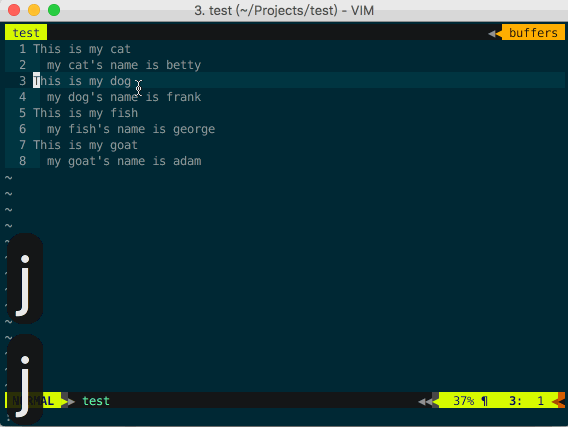 3. test (~/Projects/test) - VIM
test buffers
1 This is my cat
2 my cat's name is betty
3 This is my dog
4 my dog's name is frank
5 This is my fish
6 my fish's name is george
7 This is my goat
8 my goat's name is adam
~
~
~
~
~
j
~
~
j
NORMAL test 37% ¶ 3: 1